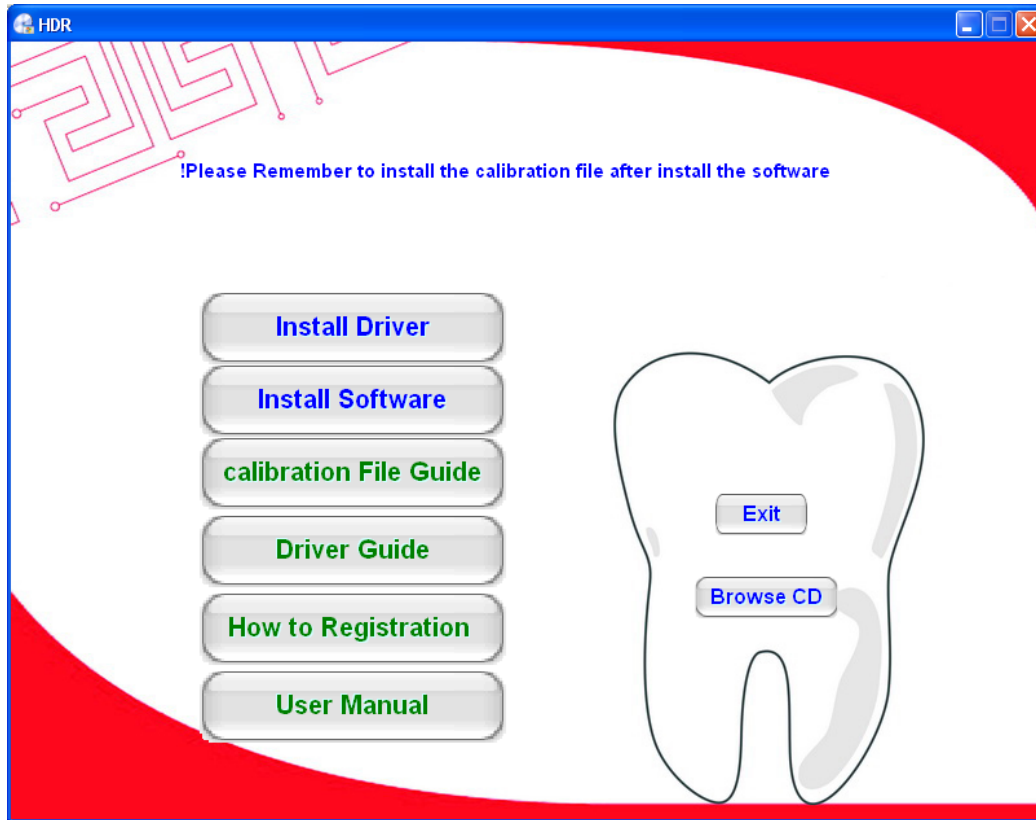 HDR
!Please Remember to install the calibration file after install the software
Install Driver
Install Software
calibration File Guide
Driver Guide
How to Registration
User Manual
Exit
Browse CD